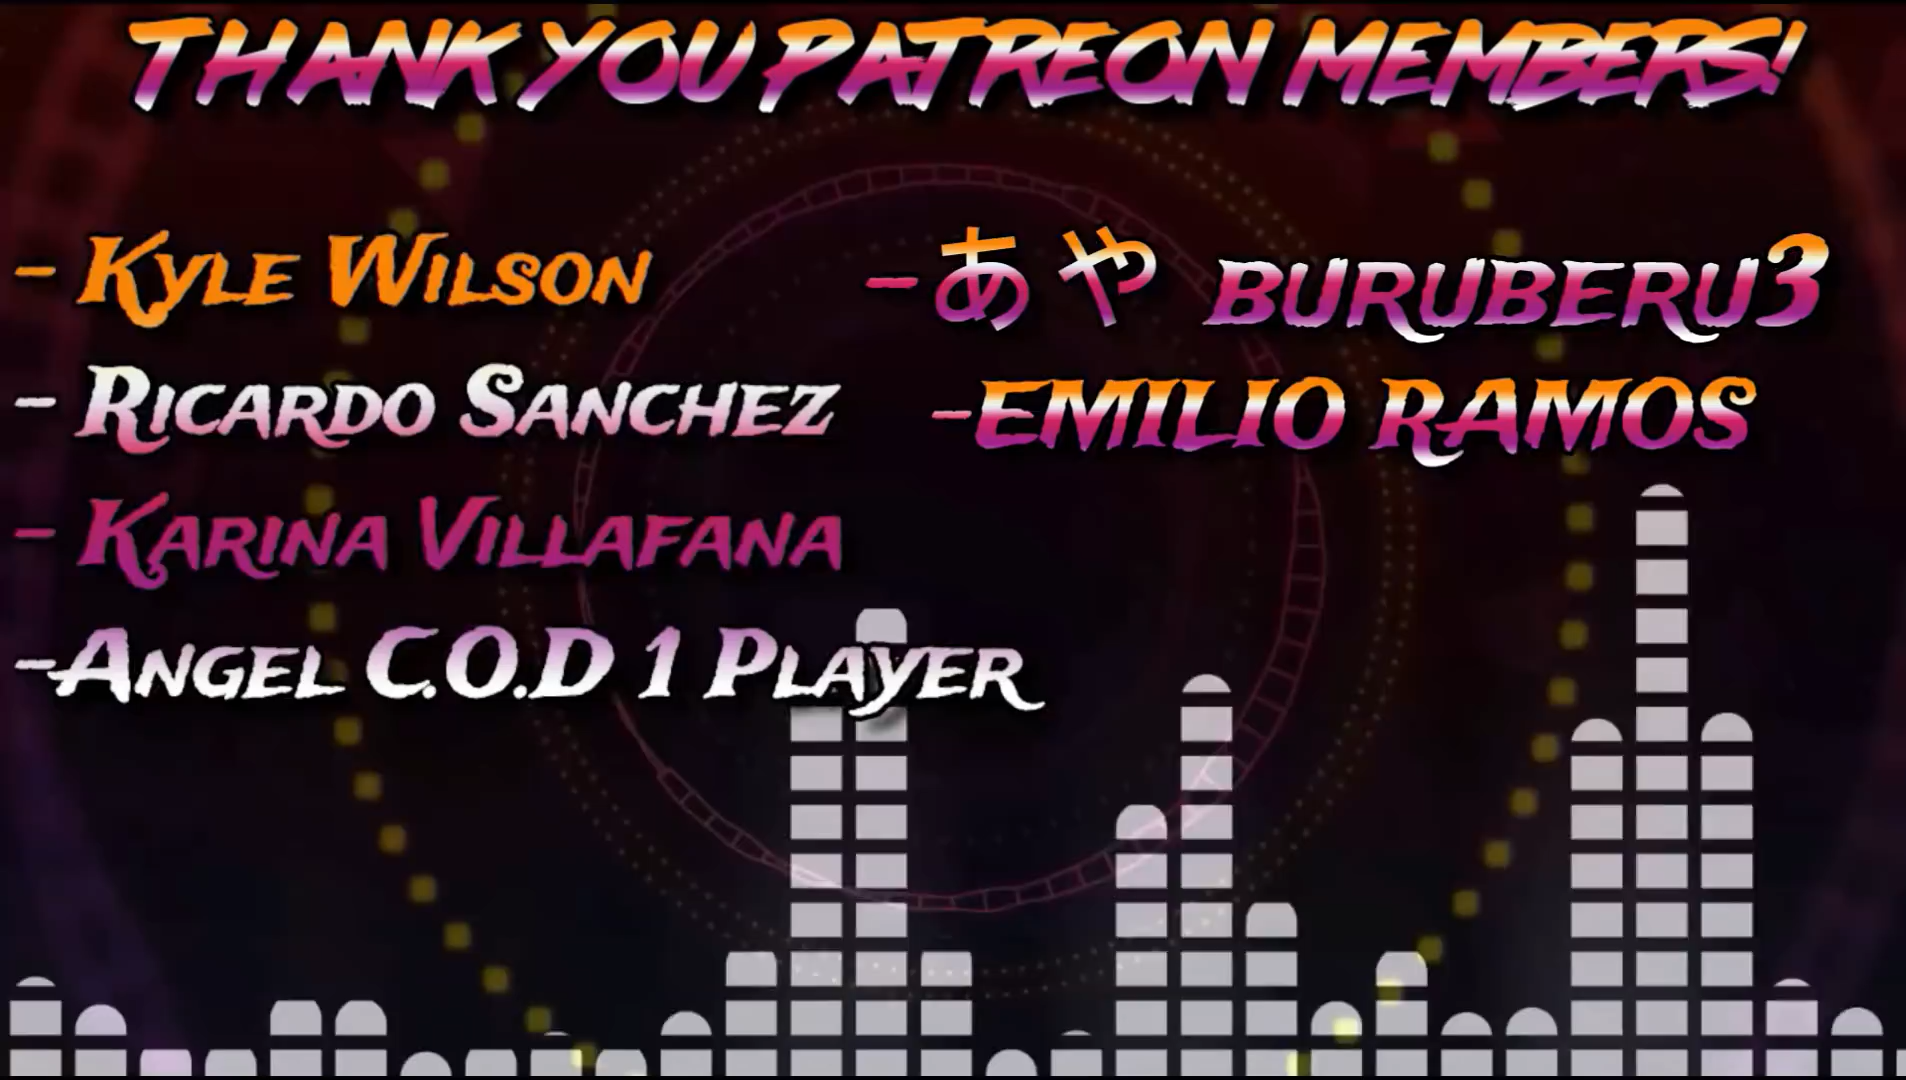 THANK YOU PATREON MEMBERS!
- KYLE WILSON
- RICARDO SANCHEZ
- KARINA VILLAFANA
-ANGEL C.O.D 1 PLAYER
-あや BURUBERU3
-EMILIO RAMOS